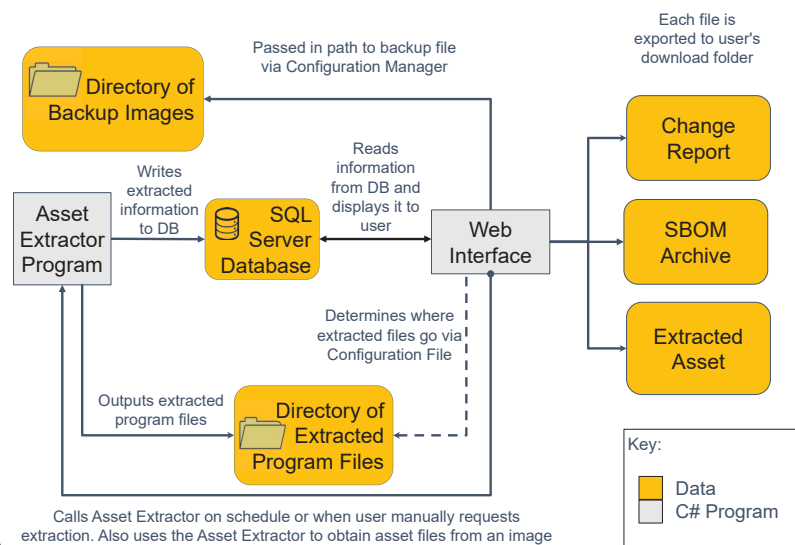 Passed in path to backup file
via Configuration Manager
Each file is
exported to user's
download folder
Directory of
Backup Images
Change
Report
Writes
extracted
information
to DB
Reads
information
from DB and
displays it to
user
Asset
Extractor
Program
SQL
Server
Database
Web
Interface
SBOM
Archive
Determines where
extracted files go via
Configuration File
Extracted
Asset
Outputs extracted
program files
Directory of
Extracted
Program Files
Key:
Data
C# Program
Calls Asset Extractor on schedule or when user manually requests
extraction. Also uses the Asset Extractor to obtain asset files from an image